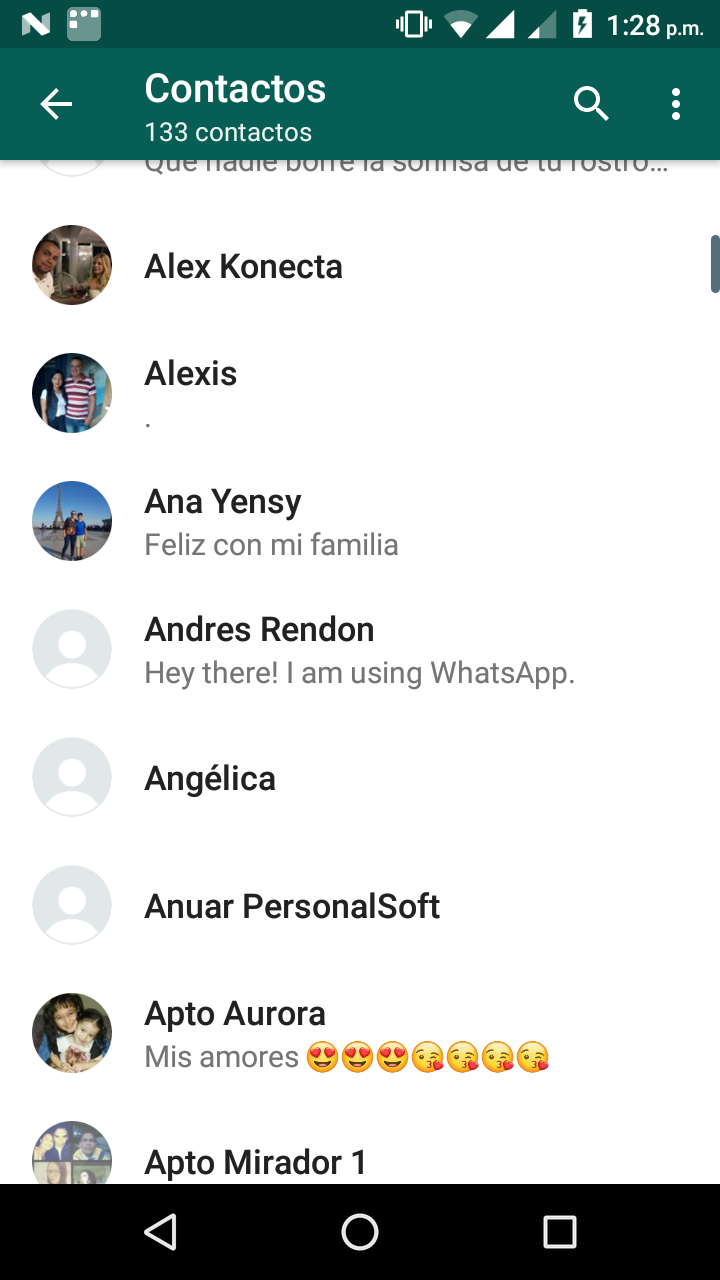 1:28 p.m.
Contactos
133 contactos
Que nadie borre la sonrisa de tu rostro...
Alex Konecta
Alexis
.
Ana Yensy
Feliz con mi familia
Andres Rendon
Hey there! I am using WhatsApp.
Angélica
Anuar PersonalSoft
Apto Aurora
Mis amores 😍😍😍😘😘😘😘
Apto Mirador 1